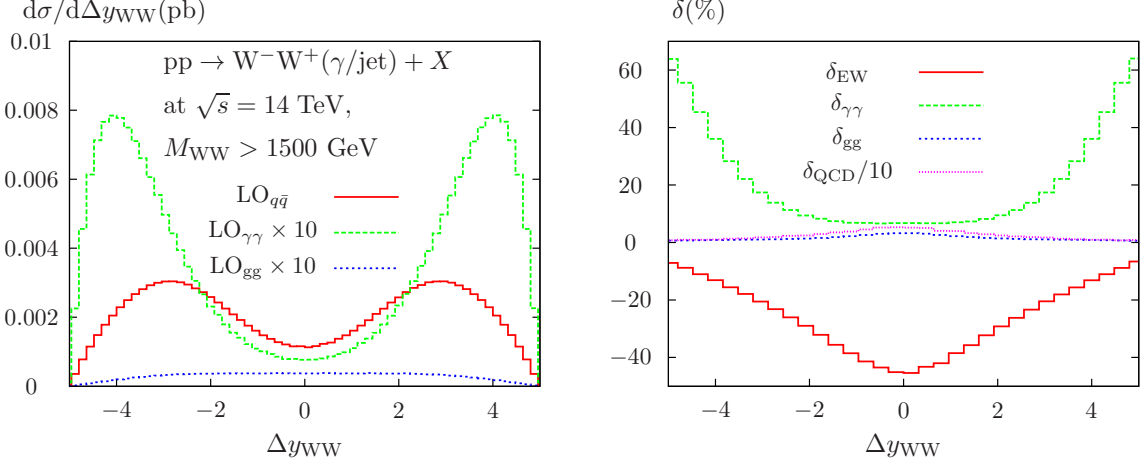 dσ/dΔy_WW(pb)
0.01
0.008
0.006
0.004
0.002
0
pp → W⁻W⁺(γ/jet) + X
at √s = 14 TeV,
M_WW > 1500 GeV
LO_qq̄
LO_γγ × 10
LO_gg × 10
−4 −2 0 2 4
Δy_WW
δ(%)
60
40
20
0
−20
−40
δ_EW
δ_γγ
δ_gg
δ_QCD/10
−4 −2 0 2 4
Δy_WW